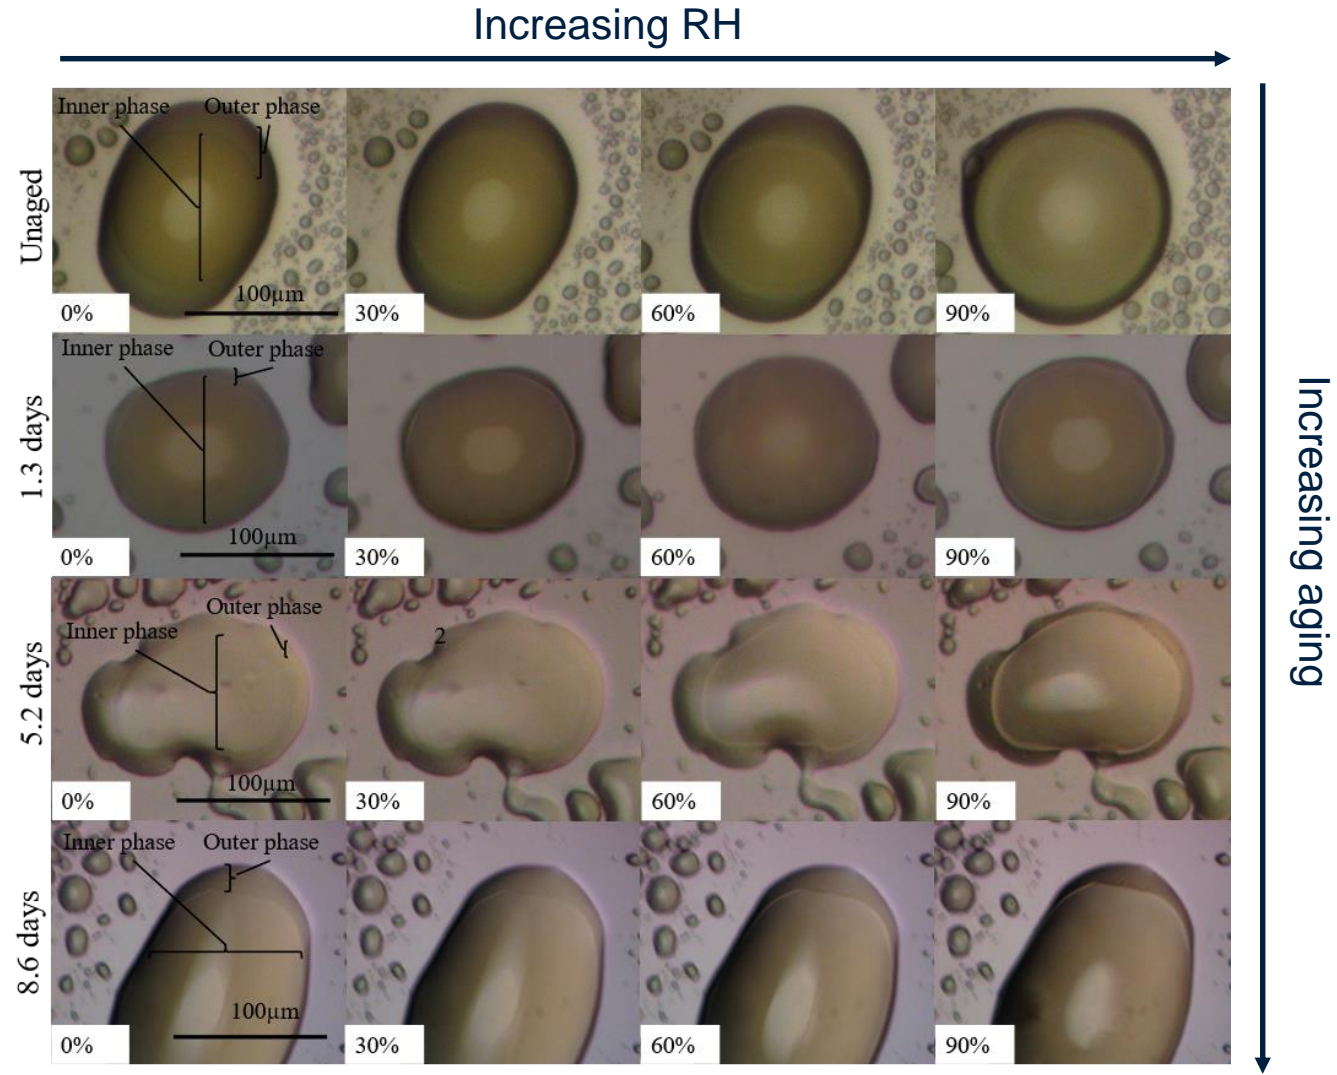 Increasing RH
Unaged
Inner phase
Outer phase
100µm
0%
30%
60%
90%
1.3 days
Inner phase
Outer phase
100µm
0%
30%
60%
90%
5.2 days
Outer phase
Inner phase
2
100µm
0%
30%
60%
90%
8.6 days
Inner phase
Outer phase
100µm
0%
30%
60%
90%
Increasing aging